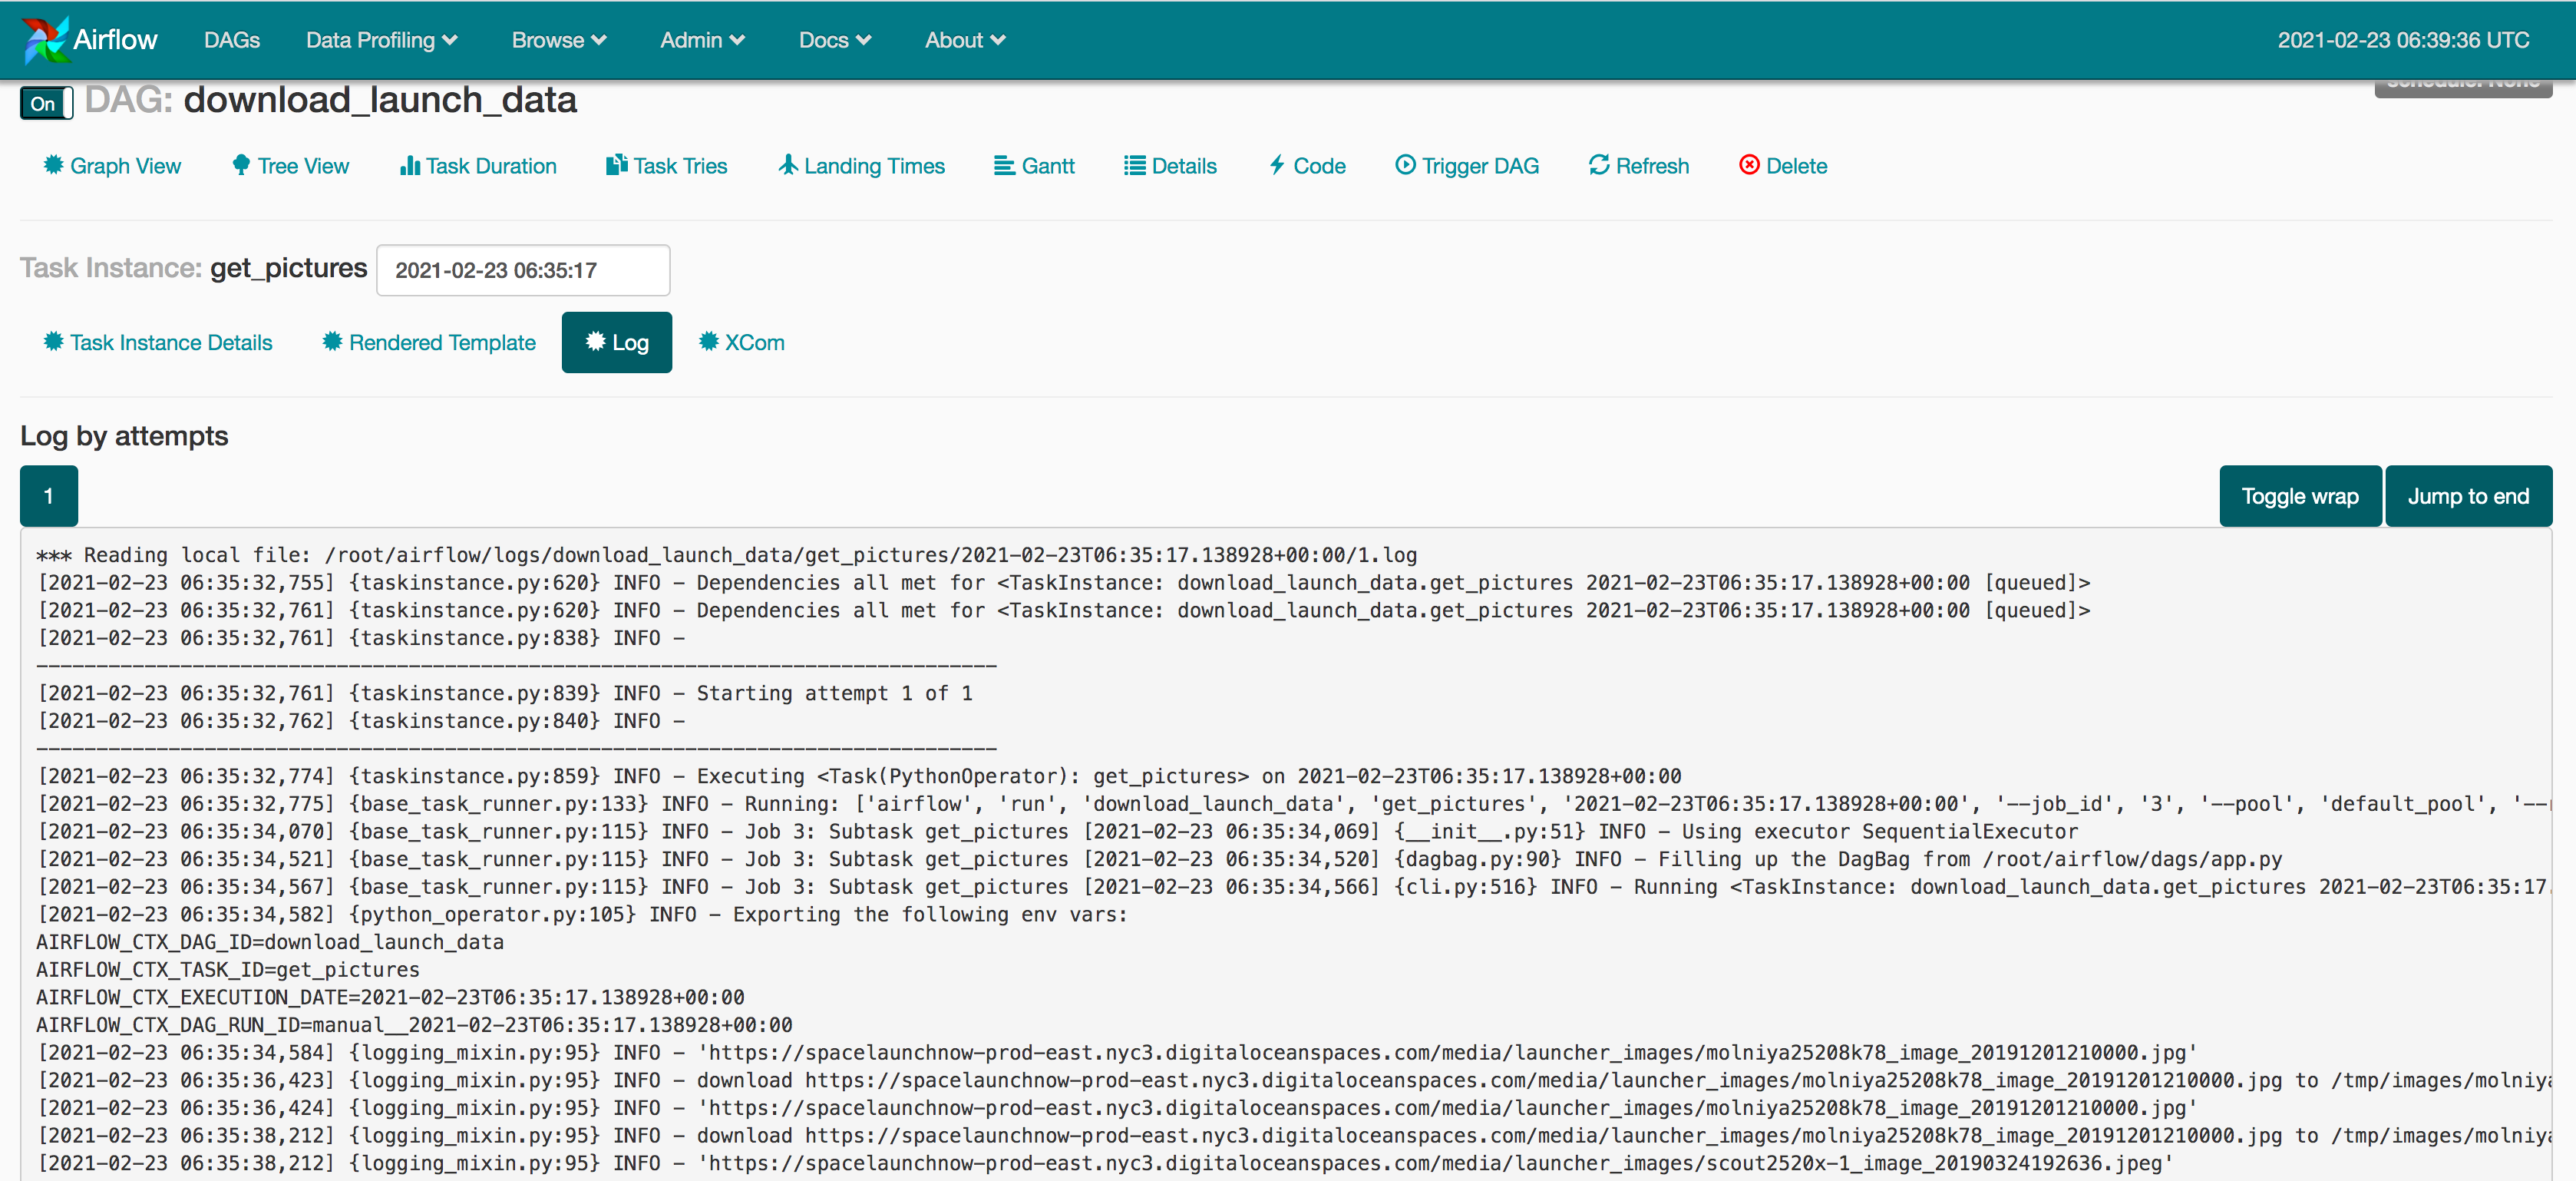 Airflow DAGs Data Profiling Browse Admin Docs About 2021-02-23 06:39:36 UTC
schedule: None
On DAG: download_launch_data
Graph View Tree View Task Duration Task Tries Landing Times Gantt Details Code Trigger DAG Refresh Delete
Task Instance: get_pictures 2021-02-23 06:35:17
Task Instance Details Rendered Template Log XCom
Log by attempts
1 Toggle wrap Jump to end
*** Reading local file: /root/airflow/logs/download_launch_data/get_pictures/2021-02-23T06:35:17.138928+00:00/1.log
[2021-02-23 06:35:32,755] {taskinstance.py:620} INFO - Dependencies all met for <TaskInstance: download_launch_data.get_pictures 2021-02-23T06:35:17.138928+00:00 [queued]>
[2021-02-23 06:35:32,761] {taskinstance.py:620} INFO - Dependencies all met for <TaskInstance: download_launch_data.get_pictures 2021-02-23T06:35:17.138928+00:00 [queued]>
[2021-02-23 06:35:32,761] {taskinstance.py:838} INFO -
--------------------------------------------------------------------------------
[2021-02-23 06:35:32,761] {taskinstance.py:839} INFO - Starting attempt 1 of 1
[2021-02-23 06:35:32,762] {taskinstance.py:840} INFO -
--------------------------------------------------------------------------------
[2021-02-23 06:35:32,774] {taskinstance.py:859} INFO - Executing <Task(PythonOperator): get_pictures> on 2021-02-23T06:35:17.138928+00:00
[2021-02-23 06:35:32,775] {base_task_runner.py:133} INFO - Running: ['airflow', 'run', 'download_launch_data', 'get_pictures', '2021-02-23T06:35:17.138928+00:00', '--job_id', '3', '--pool', 'default_pool', '--
[2021-02-23 06:35:34,070] {base_task_runner.py:115} INFO - Job 3: Subtask get_pictures [2021-02-23 06:35:34,069] {__init__.py:51} INFO - Using executor SequentialExecutor
[2021-02-23 06:35:34,521] {base_task_runner.py:115} INFO - Job 3: Subtask get_pictures [2021-02-23 06:35:34,520] {dagbag.py:90} INFO - Filling up the DagBag from /root/airflow/dags/app.py
[2021-02-23 06:35:34,567] {base_task_runner.py:115} INFO - Job 3: Subtask get_pictures [2021-02-23 06:35:34,566] {cli.py:516} INFO - Running <TaskInstance: download_launch_data.get_pictures 2021-02-23T06:35:17.
[2021-02-23 06:35:34,582] {python_operator.py:105} INFO - Exporting the following env vars:
AIRFLOW_CTX_DAG_ID=download_launch_data
AIRFLOW_CTX_TASK_ID=get_pictures
AIRFLOW_CTX_EXECUTION_DATE=2021-02-23T06:35:17.138928+00:00
AIRFLOW_CTX_DAG_RUN_ID=manual__2021-02-23T06:35:17.138928+00:00
[2021-02-23 06:35:34,584] {logging_mixin.py:95} INFO - 'https://spacelaunchnow-prod-east.nyc3.digitaloceanspaces.com/media/launcher_images/molniya25208k78_image_20191201210000.jpg'
[2021-02-23 06:35:36,423] {logging_mixin.py:95} INFO - download https://spacelaunchnow-prod-east.nyc3.digitaloceanspaces.com/media/launcher_images/molniya25208k78_image_20191201210000.jpg to /tmp/images/molniya
[2021-02-23 06:35:36,424] {logging_mixin.py:95} INFO - 'https://spacelaunchnow-prod-east.nyc3.digitaloceanspaces.com/media/launcher_images/molniya25208k78_image_20191201210000.jpg'
[2021-02-23 06:35:38,212] {logging_mixin.py:95} INFO - download https://spacelaunchnow-prod-east.nyc3.digitaloceanspaces.com/media/launcher_images/molniya25208k78_image_20191201210000.jpg to /tmp/images/molniya
[2021-02-23 06:35:38,212] {logging_mixin.py:95} INFO - 'https://spacelaunchnow-prod-east.nyc3.digitaloceanspaces.com/media/launcher_images/scout2520x-1_image_20190324192636.jpeg'